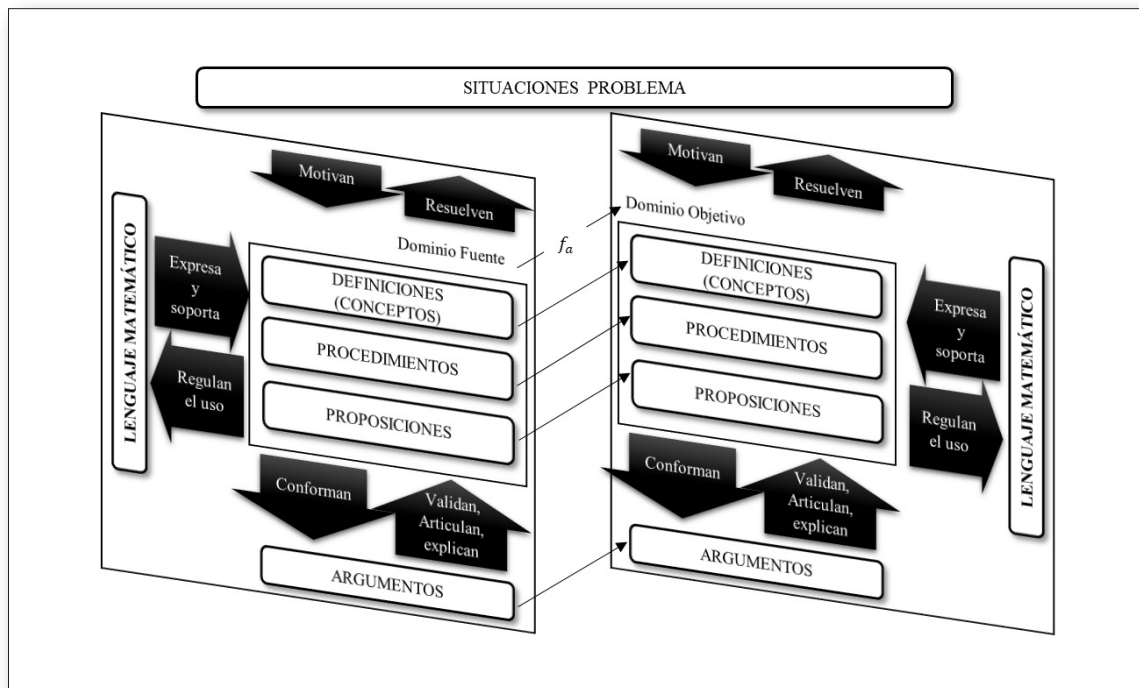 SITUACIONES PROBLEMA
Motivan
Resuelven
Dominio Fuente
LENGUAJE MATEMÁTICO
Expresa
y
soporta
Regulan
el uso
DEFINICIONES
(CONCEPTOS)
PROCEDIMIENTOS
PROPOSICIONES
Conforman
Validan,
Articulan,
explican
ARGUMENTOS
fₐ
Motivan
Resuelven
Dominio Objetivo
DEFINICIONES
(CONCEPTOS)
PROCEDIMIENTOS
PROPOSICIONES
Expresa
y
soporta
Regulan
el uso
LENGUAJE MATEMÁTICO
Conforman
Validan,
Articulan,
explican
ARGUMENTOS